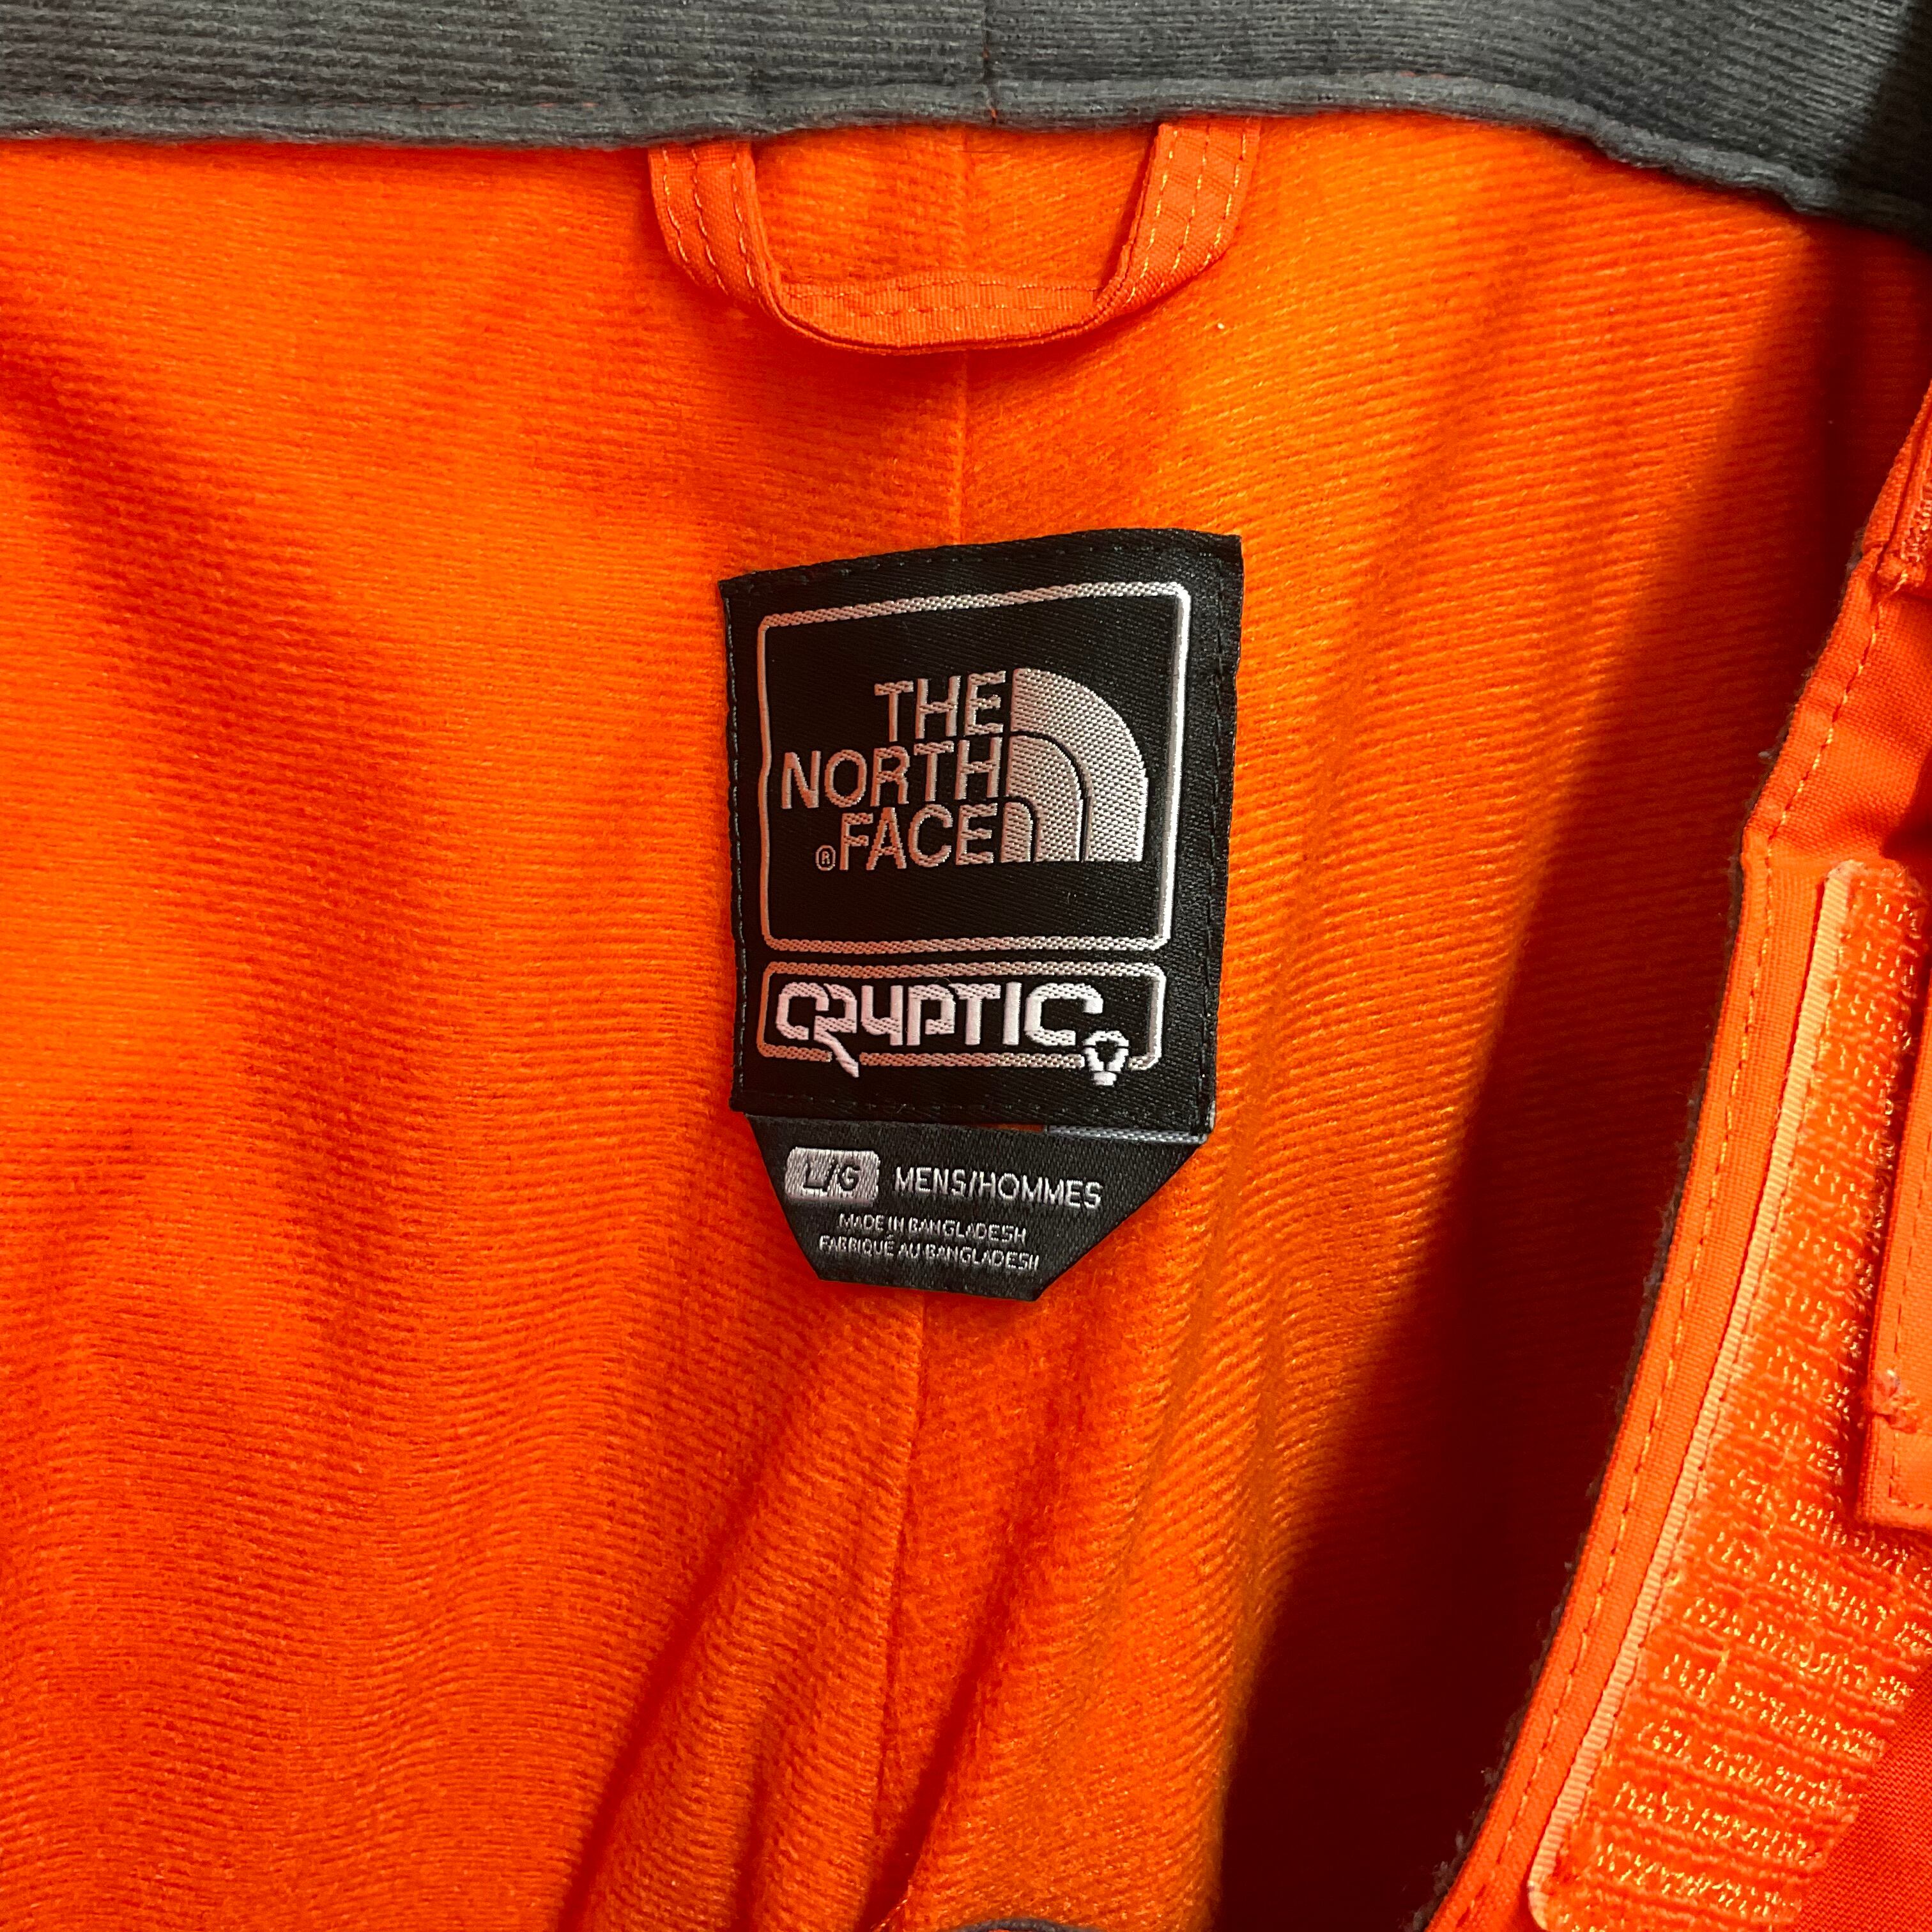 THE
NORTH
®FACE
CRYPTIC
L/G MENS/HOMMES
MADE IN BANGLADESH
FABRIQUÉ AU BANGLADESH